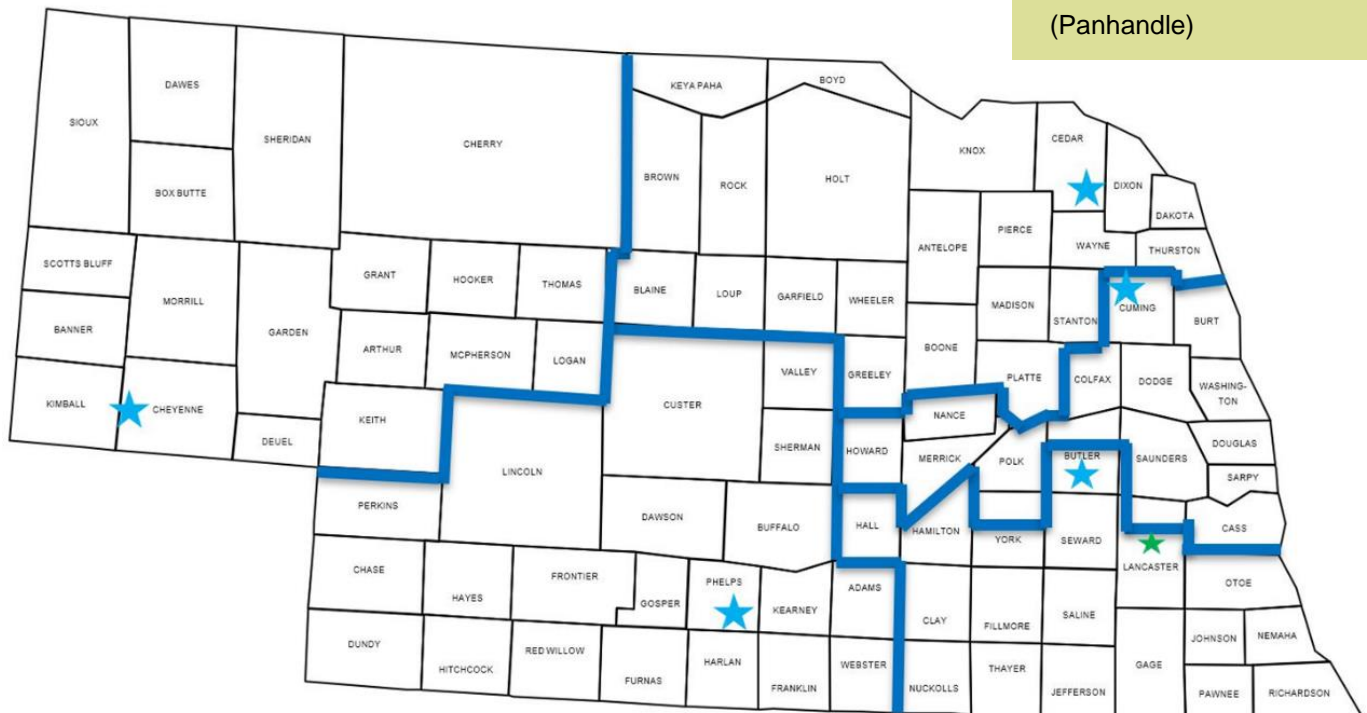 (Panhandle)
KEYA PAHA
BOYD
DAWES
SIOUX
SHERIDAN
CHERRY
KNOX
CEDAR
BROWN
ROCK
HOLT
DIXON
BOX BUTTE
DAKOTA
PIERCE
ANTELOPE
WAYNE
THURSTON
SCOTTS BLUFF
GRANT
HOOKER
THOMAS
BLAINE
LOUP
GARFIELD
WHEELER
MORRILL
MADISON
STANTON
CUMING
BURT
BANNER
GARDEN
ARTHUR
MCPHERSON
LOGAN
BOONE
VALLEY
GREELEY
PLATTE
COLFAX
DODGE
WASHING-
TON
KIMBALL
CHEYENNE
KEITH
CUSTER
NANCE
DEUEL
SHERMAN
HOWARD
MERRICK
POLK
BUTLER
SAUNDERS
DOUGLAS
SARPY
LINCOLN
PERKINS
DAWSON
BUFFALO
HALL
HAMILTON
YORK
SEWARD
CASS
LANCASTER
CHASE
HAYES
FRONTIER
GOSPER
PHELPS
KEARNEY
ADAMS
OTOE
CLAY
FILLMORE
SALINE
DUNDY
HITCHCOCK
RED WILLOW
FURNAS
HARLAN
FRANKLIN
WEBSTER
NUCKOLLS
THAYER
JEFFERSON
GAGE
JOHNSON
NEMAHA
PAWNEE
RICHARDSON